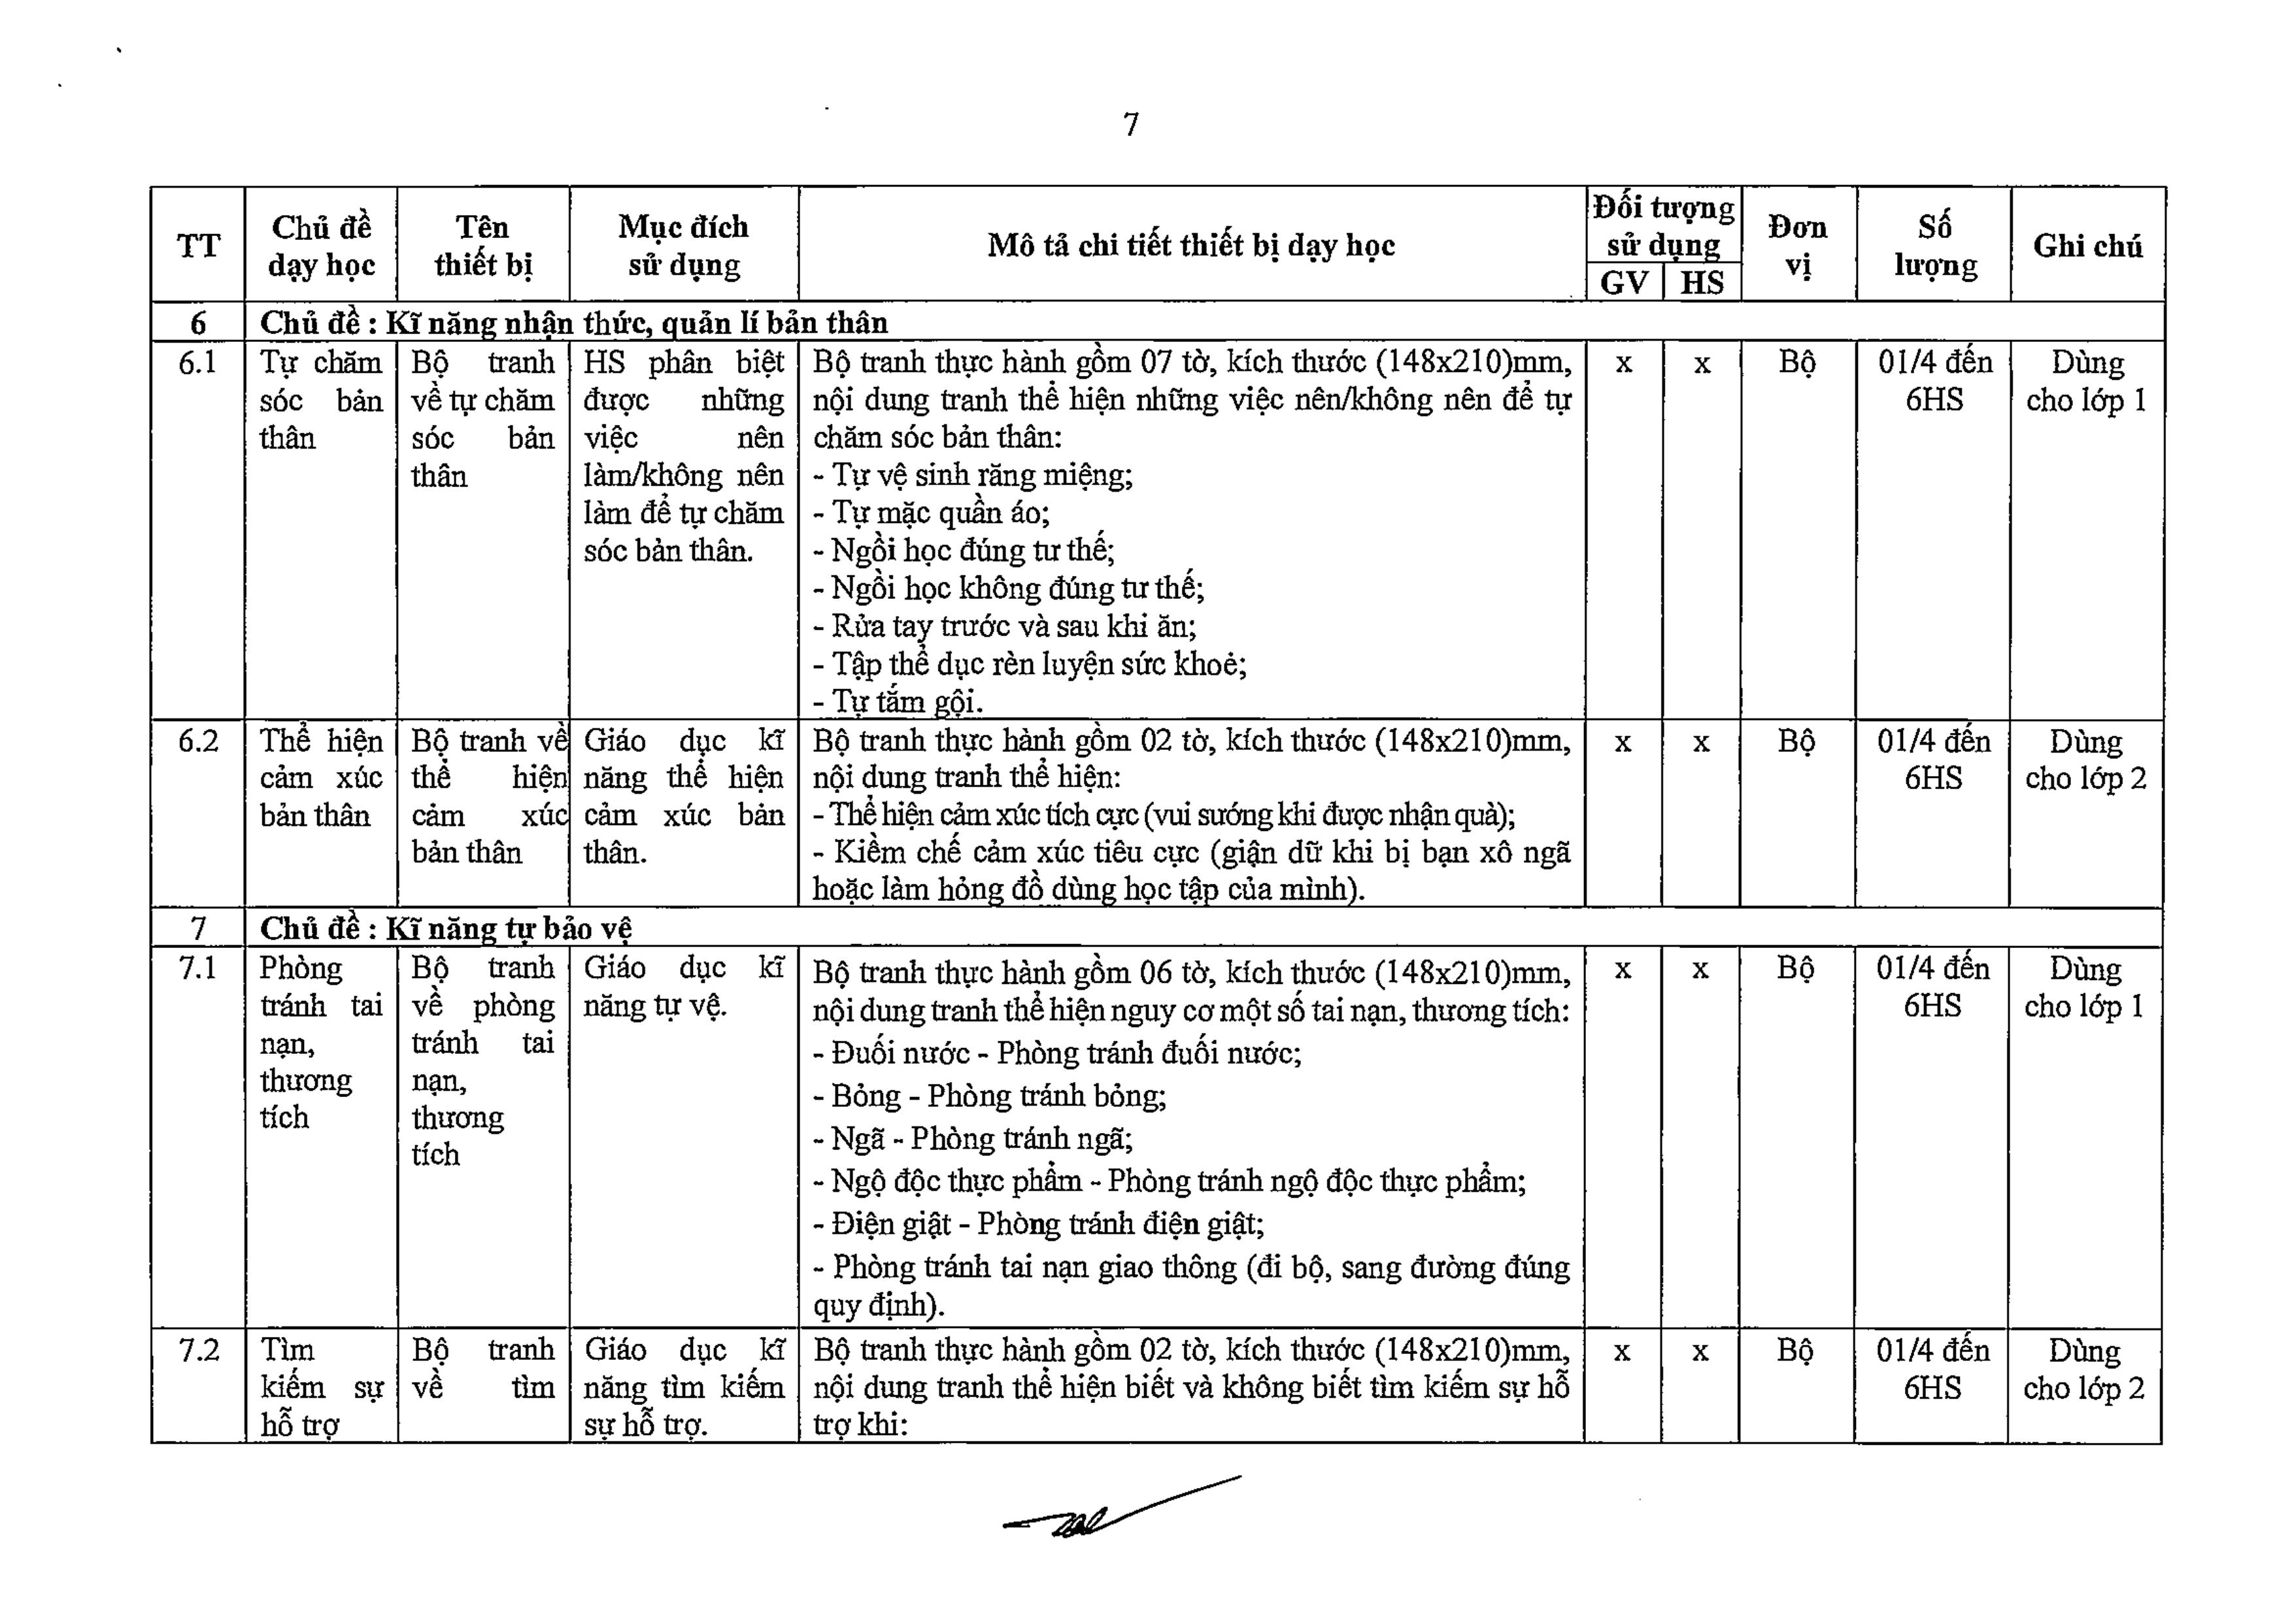 7
TT
Chủ đề
dạy học
Tên
thiết bị
Mục đích
sử dụng
Mô tả chi tiết thiết bị dạy học
Đối tượng
sử dụng
GV
HS
Đơn
vị
Số
lượng
Ghi chú
6
Chủ đề : Kĩ năng nhận thức, quản lí bản thân
6.1
Tự chăm
sóc bản
thân
Bộ tranh
về tự chăm
sóc bản
thân
HS phân biệt
được những
việc nên
làm/không nên
làm để tự chăm
sóc bản thân.
Bộ tranh thực hành gồm 07 tờ, kích thước (148x210)mm,
nội dung tranh thể hiện những việc nên/không nên để tự
chăm sóc bản thân:
- Tự vệ sinh răng miệng;
- Tự mặc quần áo;
- Ngồi học đúng tư thế;
- Ngồi học không đúng tư thế;
- Rửa tay trước và sau khi ăn;
- Tập thể dục rèn luyện sức khoẻ;
- Tự tắm gội.
x
x
Bộ
01/4 đến
6HS
Dùng
cho lớp 1
6.2
Thể hiện
cảm xúc
bản thân
Bộ tranh về
thể hiện
cảm xúc
bản thân
Giáo dục kĩ
năng thể hiện
cảm xúc bản
thân.
Bộ tranh thực hành gồm 02 tờ, kích thước (148x210)mm,
nội dung tranh thể hiện:
- Thể hiện cảm xúc tích cực (vui sướng khi được nhận quà);
- Kiềm chế cảm xúc tiêu cực (giận dữ khi bị bạn xô ngã
hoặc làm hỏng đồ dùng học tập của mình).
x
x
Bộ
01/4 đến
6HS
Dùng
cho lớp 2
7
Chủ đề : Kĩ năng tự bảo vệ
7.1
Phòng
tránh tai
nạn,
thương
tích
Bộ tranh
về phòng
tránh tai
nạn,
thương
tích
Giáo dục kĩ
năng tự vệ.
Bộ tranh thực hành gồm 06 tờ, kích thước (148x210)mm,
nội dung tranh thể hiện nguy cơ một số tai nạn, thương tích:
- Đuối nước - Phòng tránh đuối nước;
- Bỏng - Phòng tránh bỏng;
- Ngã - Phòng tránh ngã;
- Ngộ độc thực phẩm - Phòng tránh ngộ độc thực phẩm;
- Điện giật - Phòng tránh điện giật;
- Phòng tránh tai nạn giao thông (đi bộ, sang đường đúng
quy định).
x
x
Bộ
01/4 đến
6HS
Dùng
cho lớp 1
7.2
Tìm
kiếm sự
hỗ trợ
Bộ tranh
về tìm
Giáo dục kĩ
năng tìm kiếm
sự hỗ trợ.
Bộ tranh thực hành gồm 02 tờ, kích thước (148x210)mm,
nội dung tranh thể hiện biết và không biết tìm kiếm sự hỗ
trợ khi:
x
x
Bộ
01/4 đến
6HS
Dùng
cho lớp 2